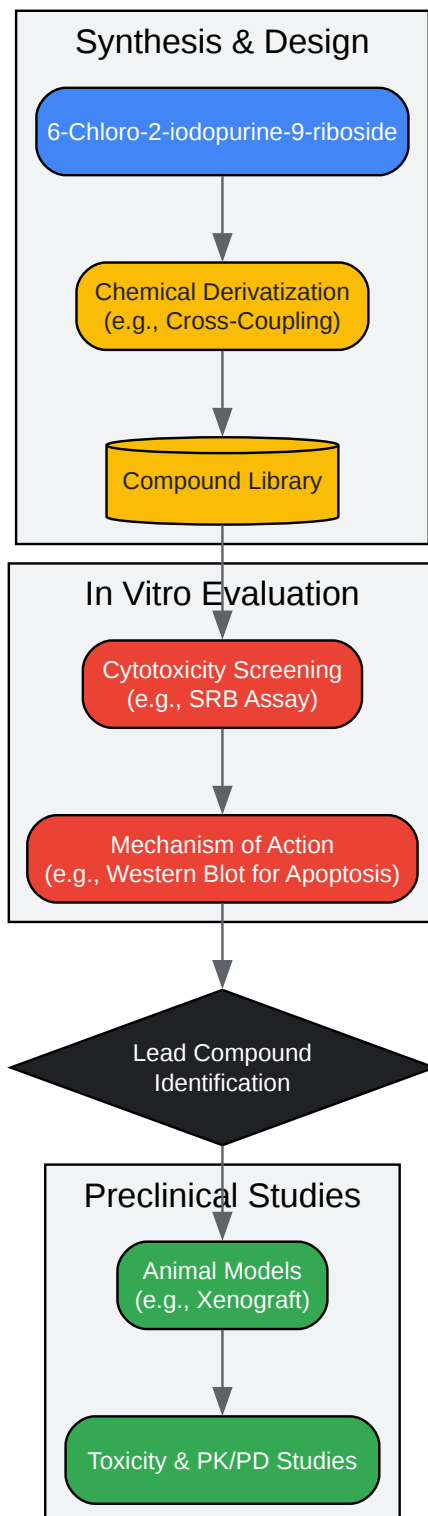 Synthesis & Design
6-Chloro-2-iodopurine-9-riboside
Chemical Derivatization
(e.g., Cross-Coupling)
Compound Library
In Vitro Evaluation
Cytotoxicity Screening
(e.g., SRB Assay)
Mechanism of Action
(e.g., Western Blot for Apoptosis)
Lead Compound
Identification
Preclinical Studies
Animal Models
(e.g., Xenograft)
Toxicity & PK/PD Studies